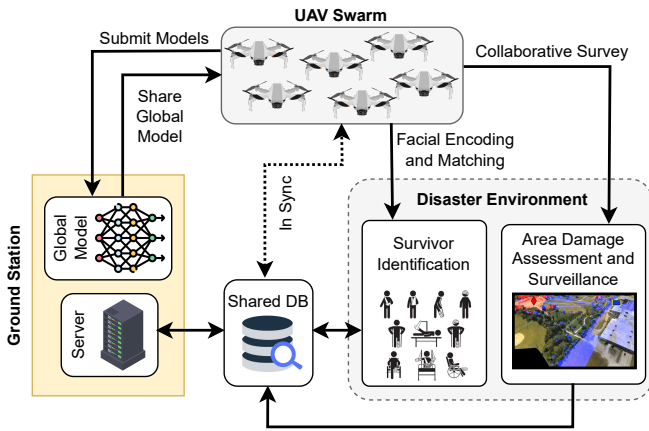 UAV Swarm
Submit Models
Collaborative Survey
Share
Global
Model
Facial Encoding
and Matching
In Sync
Disaster Environment
Ground Station
Global
Model
Survivor
Identification
Area Damage
Assessment and
Surveillance
Server
Shared DB